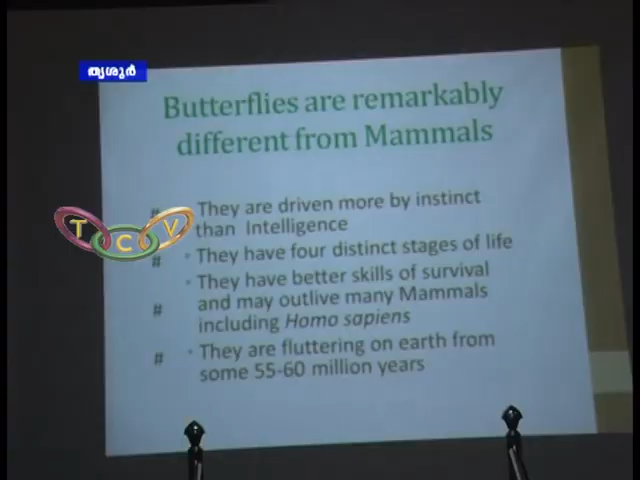 തൃശൂർ
Butterflies are remarkably
different from Mammals
# • They are driven more by instinct
than Intelligence
T C V
# • They have four distinct stages of life
• They have better skills of survival
# and may outlive many Mammals
including Homo sapiens
# • They are fluttering on earth from
some 55-60 million years